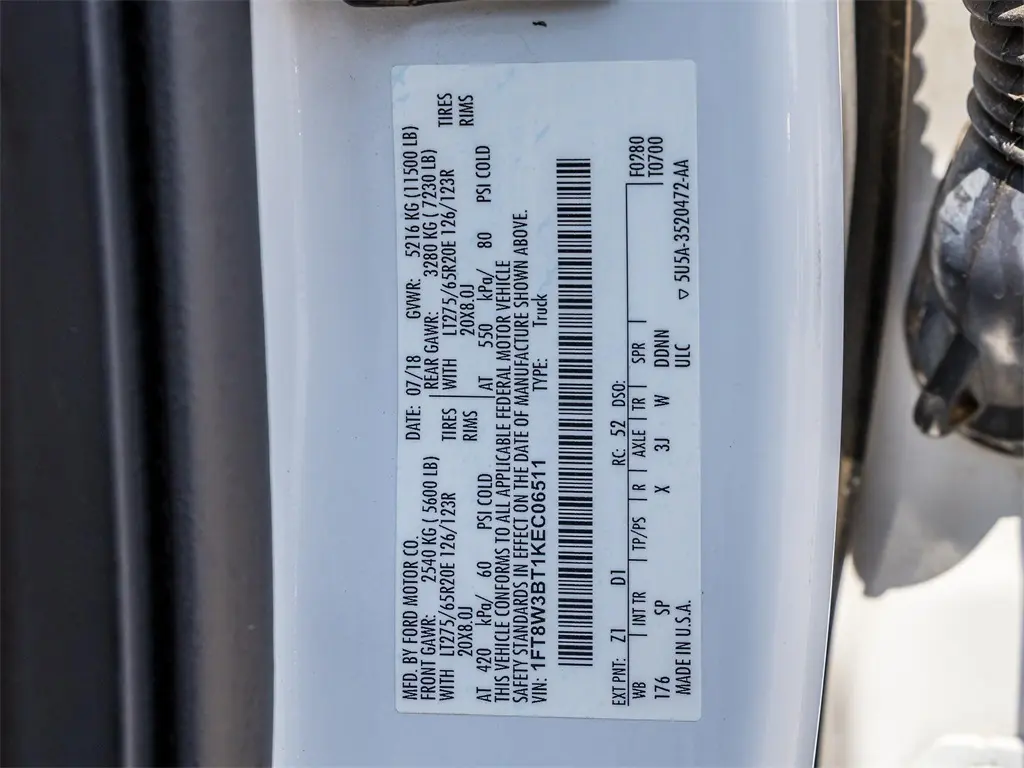 MFD. BY FORD MOTOR CO. DATE: 07/18 GVWR: 5216 KG (11500 LB)
FRONT GAWR: 2540 KG ( 5600 LB) REAR GAWR: 3280 KG ( 7230 LB)
WITH LT275/65R20E 126/123R TIRES WITH LT275/65R20E 126/123R TIRES
20X8.0J RIMS 20X8.0J RIMS
AT 420 kPa/ 60 PSI COLD AT 550 kPa/ 80 PSI COLD
THIS VEHICLE CONFORMS TO ALL APPLICABLE FEDERAL MOTOR VEHICLE
SAFETY STANDARDS IN EFFECT ON THE DATE OF MANUFACTURE SHOWN ABOVE.
VIN: 1FT8W3BT1KEC06511 TYPE: Truck
EXT PNT: Z1 D1 RC: 52 DSO: F0280
WB INT TR TP/PS R AXLE TR SPR T0700
176 SP X 3J W DDNN
MADE IN U.S.A. ULC ▽ 5U5A-3520472-AA